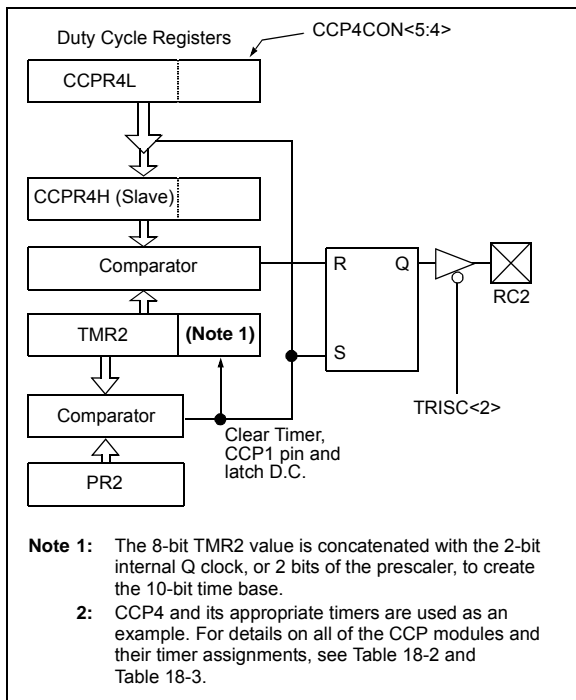 Duty Cycle Registers
CCP4CON<5:4>
CCPR4L
CCPR4H (Slave)
Comparator
R
Q
RC2
TMR2
(Note 1)
S
TRISC<2>
Comparator
Clear Timer,
CCP1 pin and
latch D.C.
PR2
Note 1: The 8-bit TMR2 value is concatenated with the 2-bit
internal Q clock, or 2 bits of the prescaler, to create
the 10-bit time base.
2: CCP4 and its appropriate timers are used as an
example. For details on all of the CCP modules and
their timer assignments, see Table 18-2 and
Table 18-3.